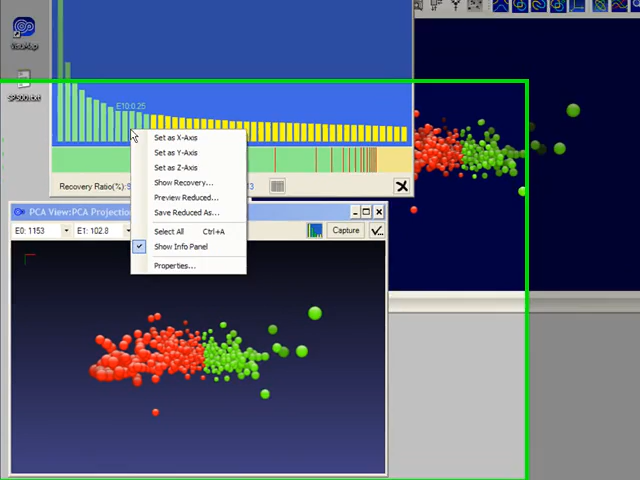 VisuMap
SP500.txt
E10:0.25
Set as X-Axis
Set as Y-Axis
Set as Z-Axis
Show Recovery...
Preview Reduced...
Save Reduced As...
Select All Ctrl+A
Show Info Panel
Properties...
Recovery Ratio(%):
PCA View:PCA Projection
E0: 1153
E1: 102.8
Capture